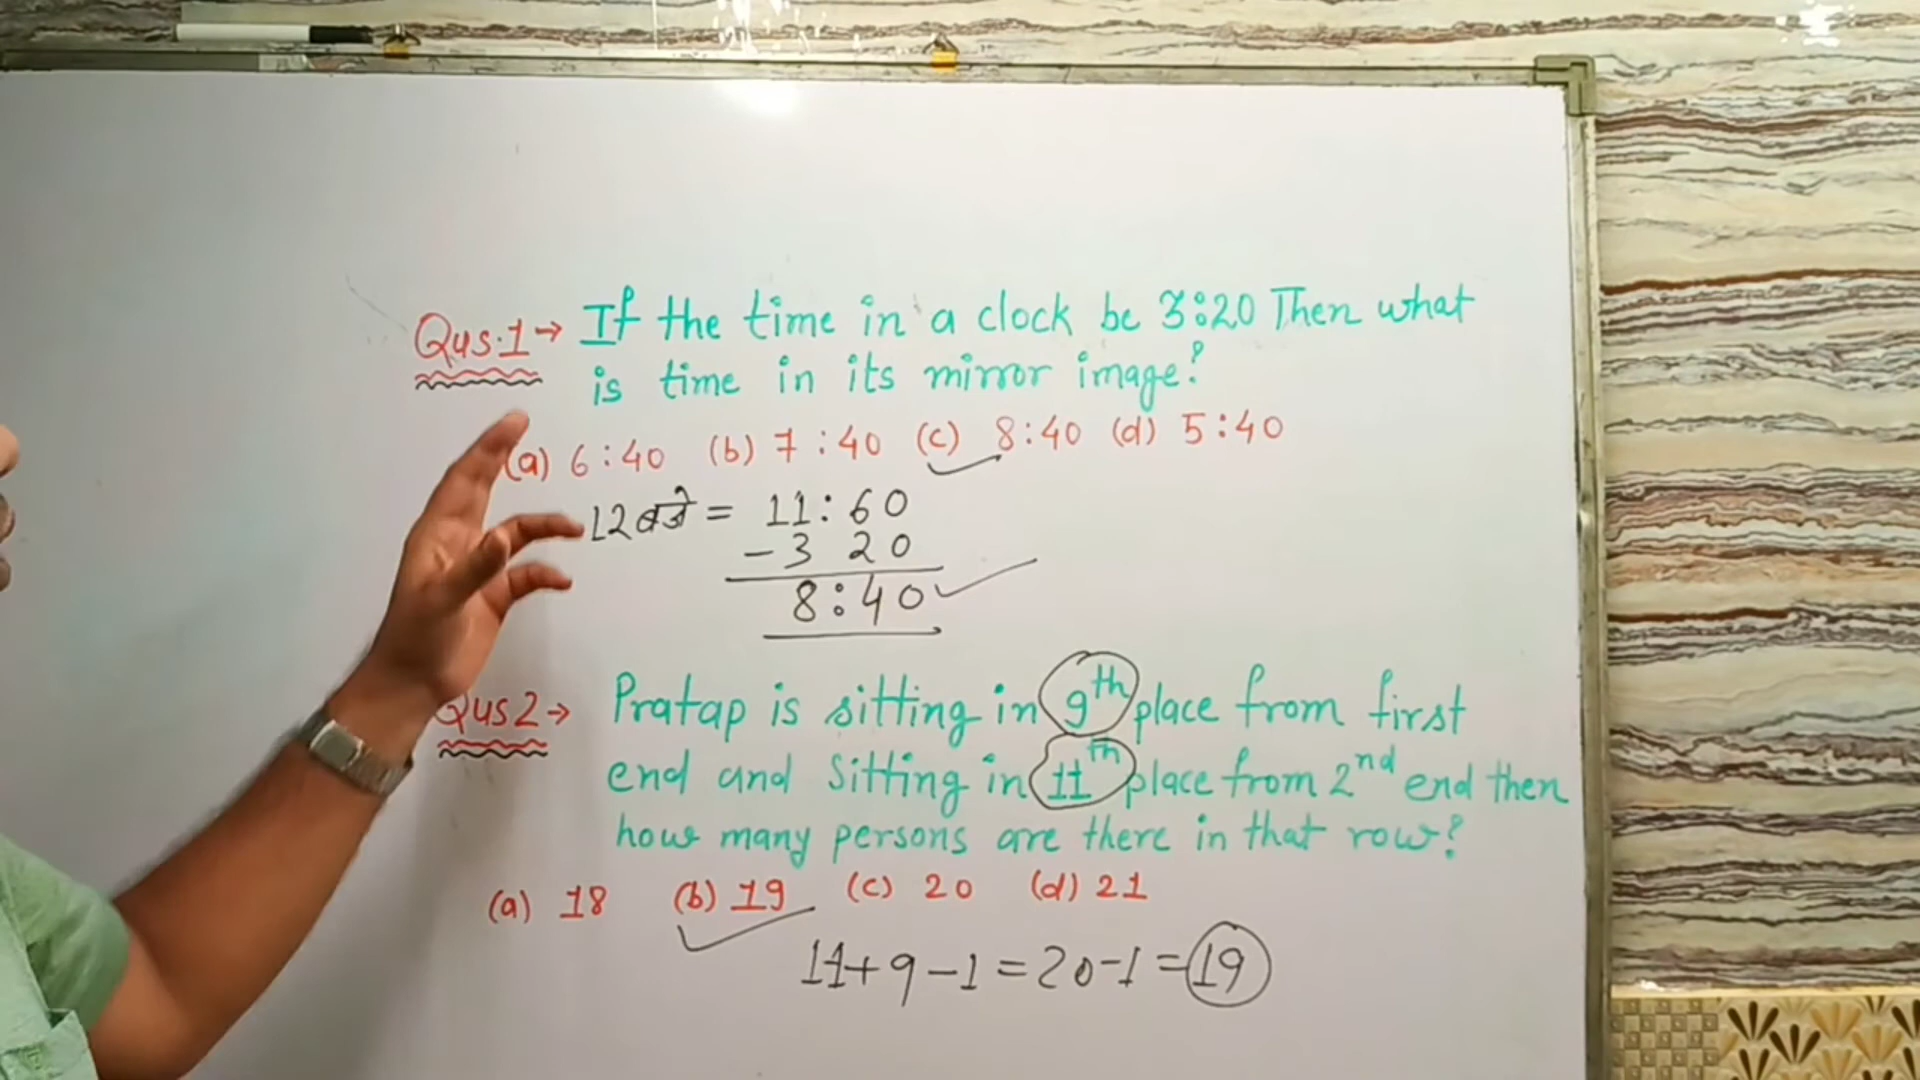 Qus.1→ If the time in a clock be 3:20 Then what
is time in its mirror image?
(a) 6:40 (b) 7:40 (c) 8:40 (d) 5:40
12 बजे = 11:60
- 3 20
8:40
Qus2→ Pratap is sitting in 9th place from first
end and Sitting in 11th place from 2nd end then
how many persons are there in that row?
(a) 18 (b) 19 (c) 20 (d) 21
11+9-1=20-1=19